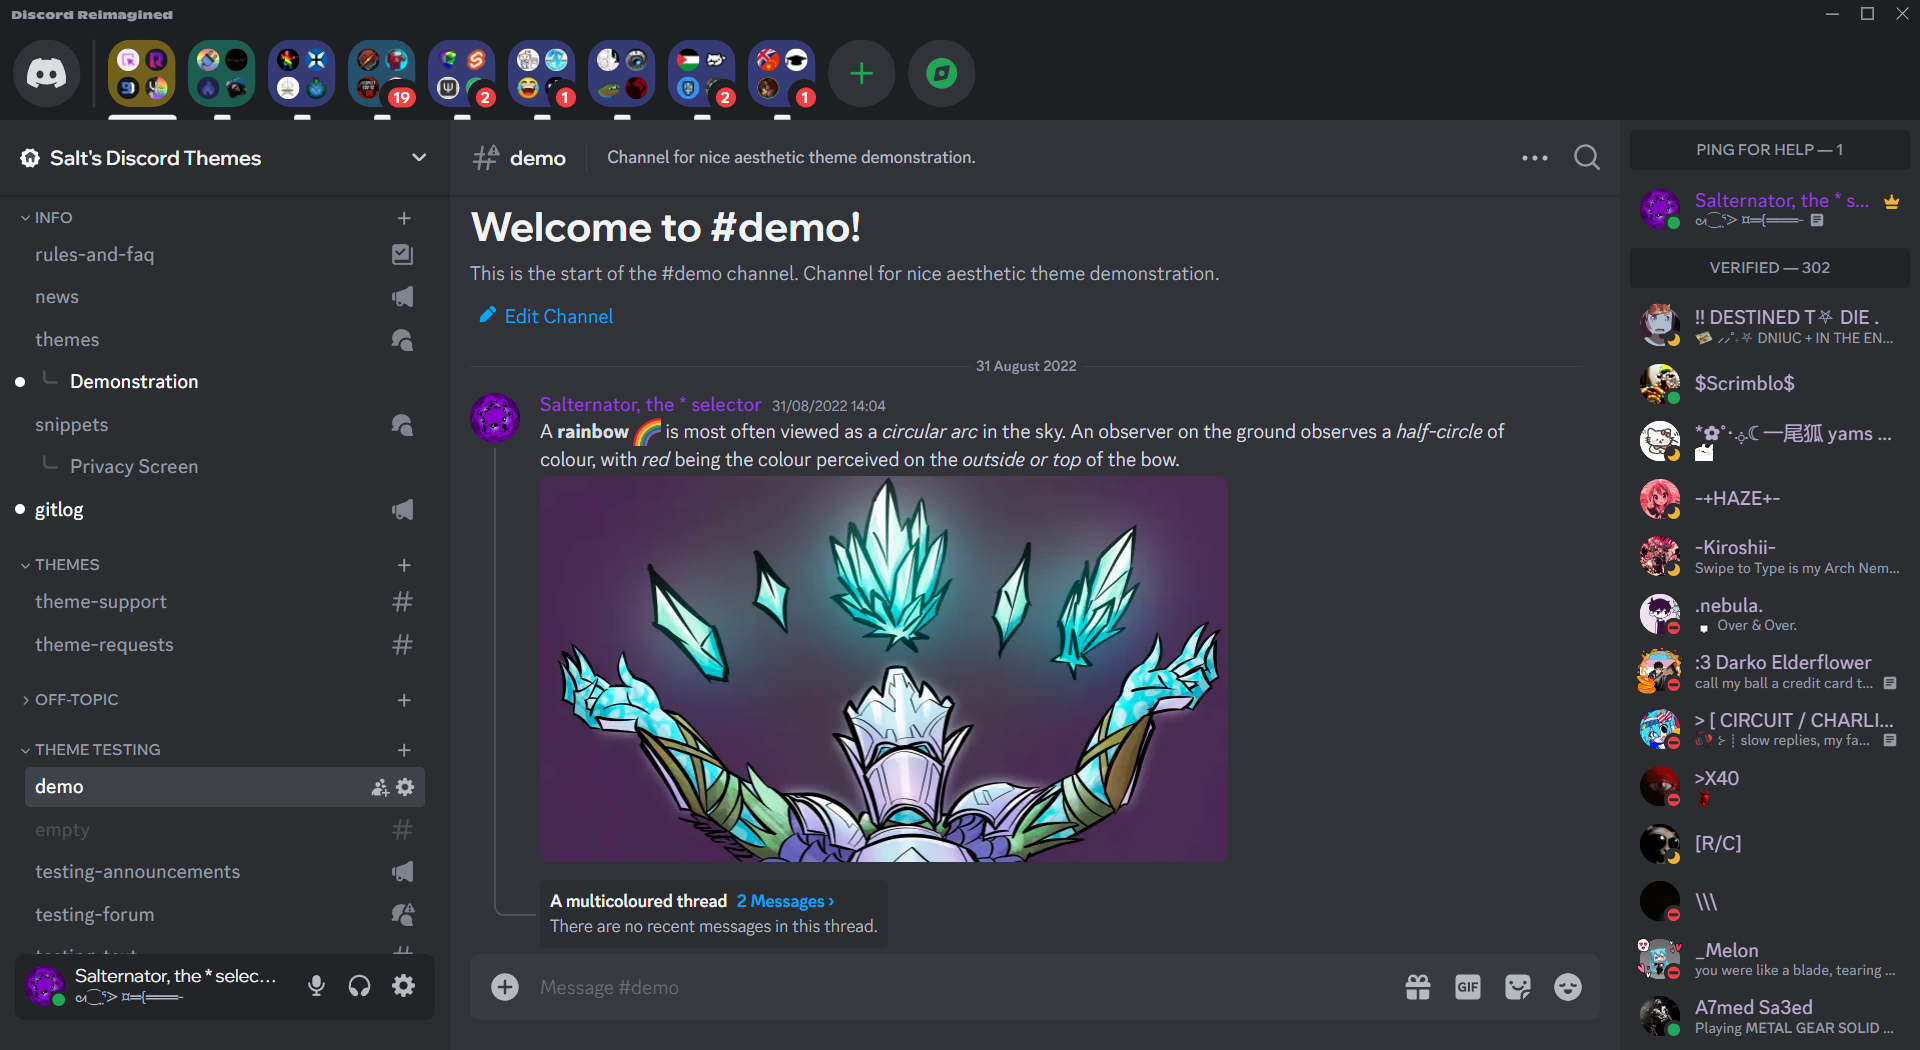 Discord Reimagined
19
2
1
2
1
Salt's Discord Themes
INFO
rules-and-faq
news
themes
Demonstration
snippets
Privacy Screen
gitlog
THEMES
theme-support
theme-requests
OFF-TOPIC
THEME TESTING
demo
empty
testing-announcements
testing-forum
testing-text
Salternator, the * selec...
demo
Channel for nice aesthetic theme demonstration.
Welcome to #demo!
This is the start of the #demo channel. Channel for nice aesthetic theme demonstration.
Edit Channel
31 August 2022
Salternator, the * selector 31/08/2022 14:04
A rainbow 🌈 is most often viewed as a circular arc in the sky. An observer on the ground observes a half-circle of
colour, with red being the colour perceived on the outside or top of the bow.
A multicoloured thread 2 Messages ›
There are no recent messages in this thread.
Message #demo
GIF
PING FOR HELP — 1
Salternator, the * s...
VERIFIED — 302
!! DESTINED T⛧ DIE .
DNIUC + IN THE EN...
$Scrimblo$
一尾狐 yams ...
-+HAZE+-
-Kiroshii-
Swipe to Type is my Arch Nem...
.nebula.
Over & Over.
:3 Darko Elderflower
call my ball a credit card t...
> [ CIRCUIT / CHARLI...
slow replies, my fa...
>X40
[R/C]
\\\
_Melon
you were like a blade, tearing ...
A7med Sa3ed
Playing METAL GEAR SOLID ...